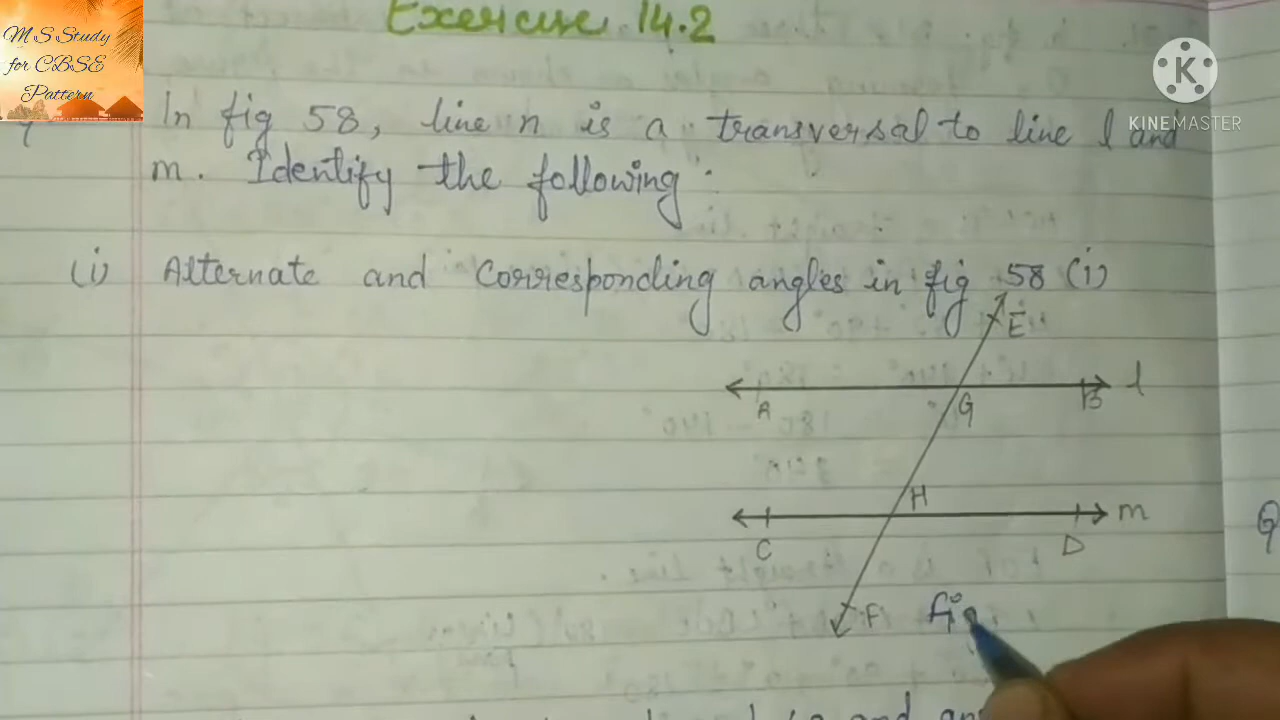 M S Study
for CBSE
Pattern
Exercise 14.2
KINEMASTER
In fig 58, line n is a transversal to line l and
m. Identify the following:
(i) Alternate and Corresponding angles in fig 58 (i)
E
l
A G B
H
m
C D
F fig
Q